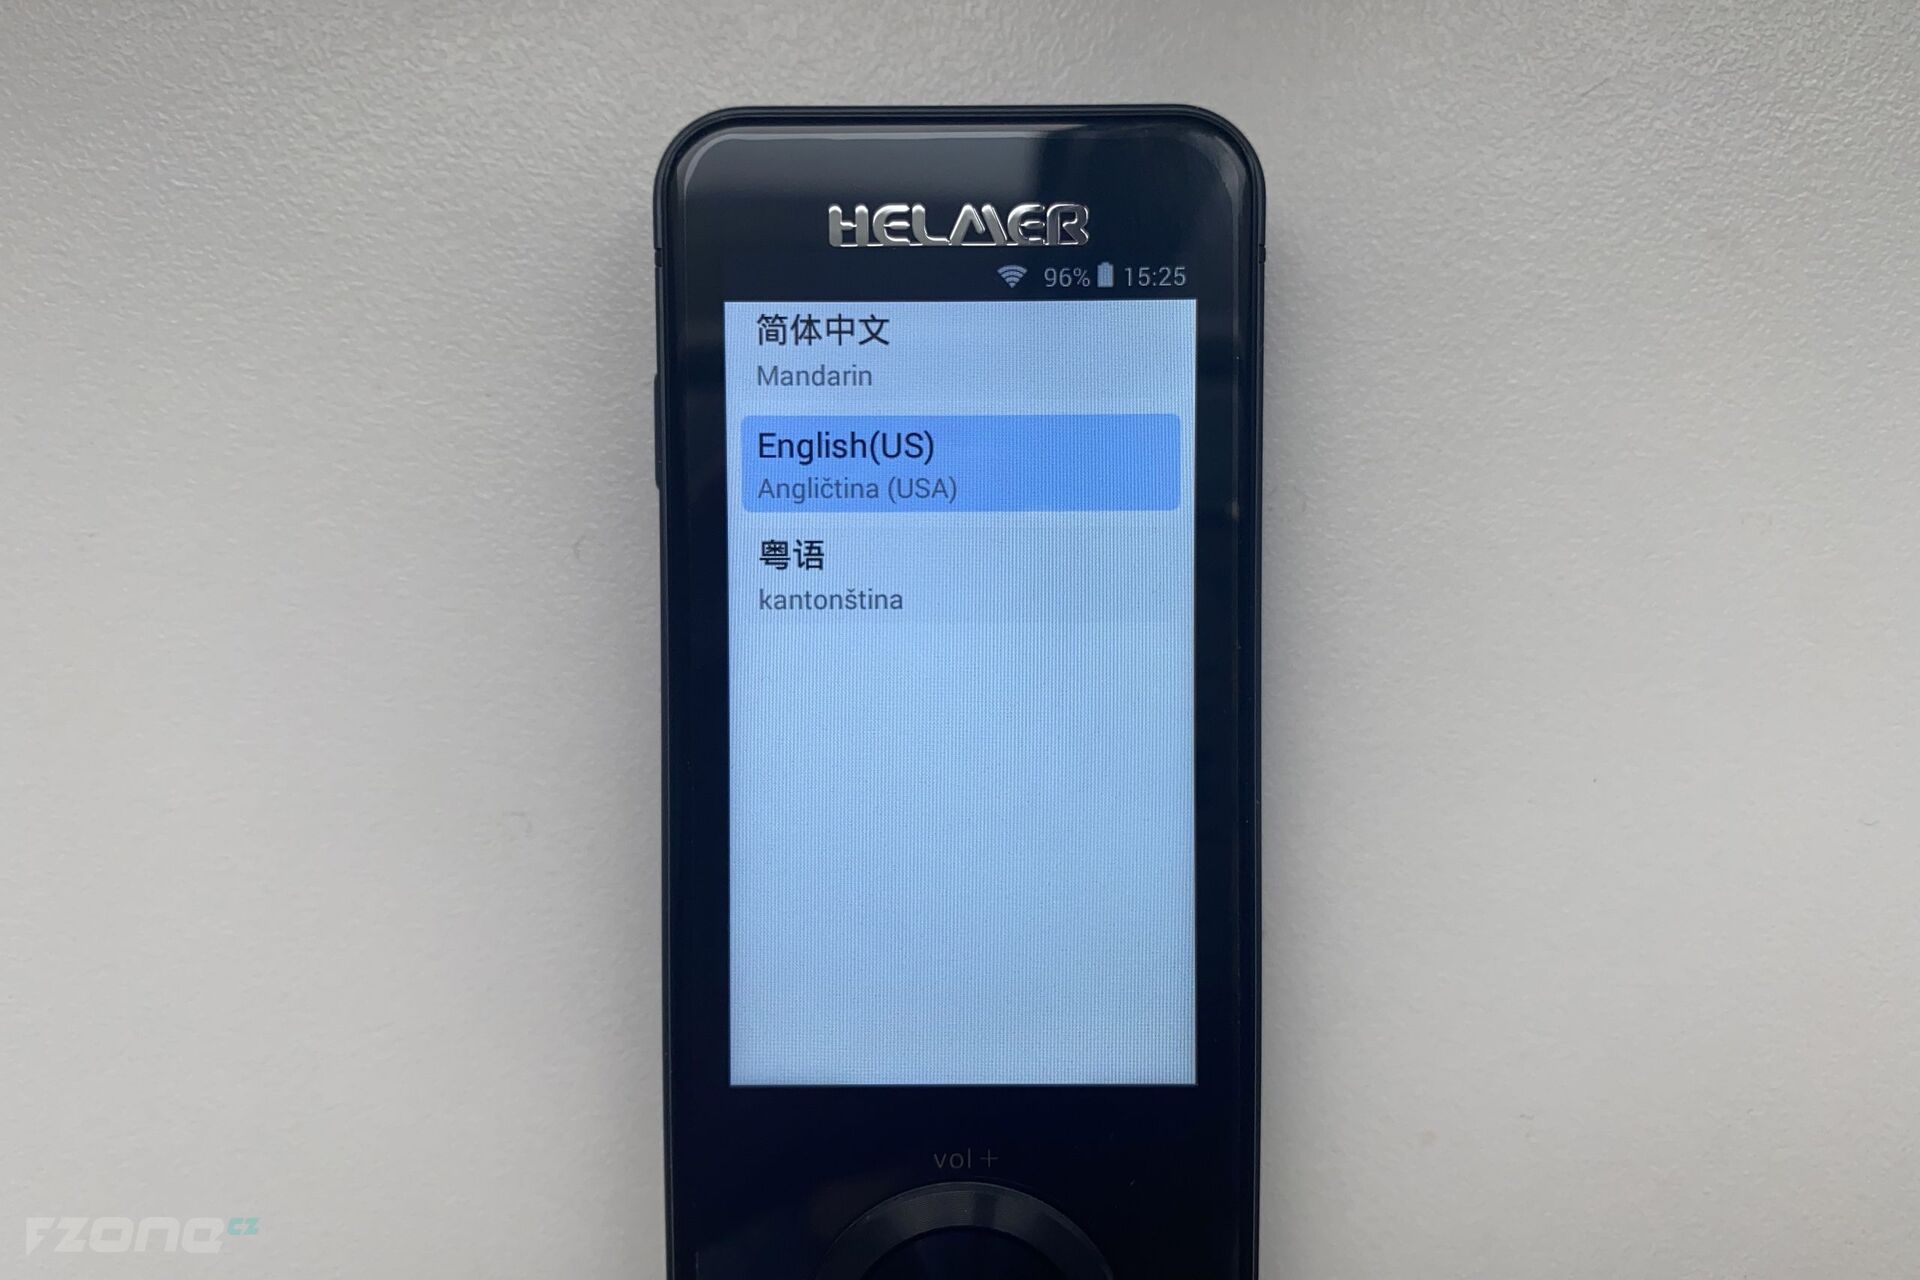 HELMER
96% 15:25
简体中文
Mandarin
English(US)
Angličtina (USA)
粤语
kantonština
vol +
fzone.cz